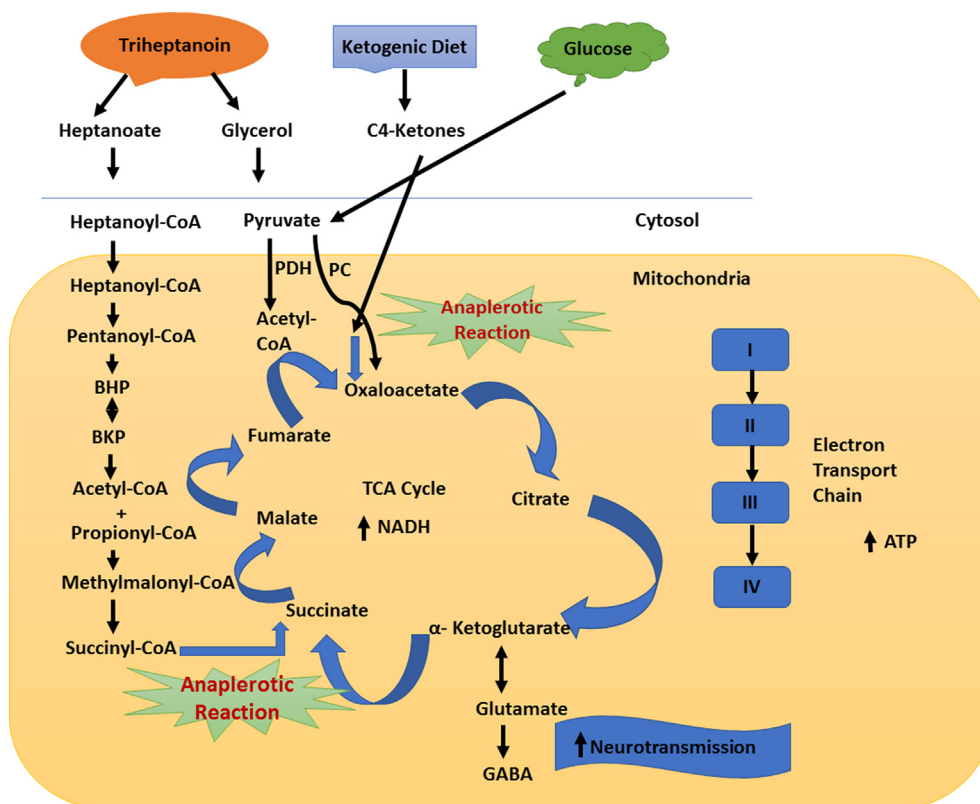 Triheptanoin
Ketogenic Diet
Glucose
Heptanoate
Glycerol
C4-Ketones
Heptanoyl-CoA
Pyruvate
Cytosol
PDH
PC
Mitochondria
Heptanoyl-CoA
Pentanoyl-CoA
BHP
BKP
Acetyl-CoA
+
Propionyl-CoA
Methylmalonyl-CoA
Succinyl-CoA
Acetyl-
CoA
Anaplerotic
Reaction
Oxaloacetate
Fumarate
Citrate
TCA Cycle
NADH
Malate
Succinate
α- Ketoglutarate
Anaplerotic
Reaction
Glutamate
GABA
Neurotransmission
I
II
III
IV
Electron
Transport
Chain
ATP